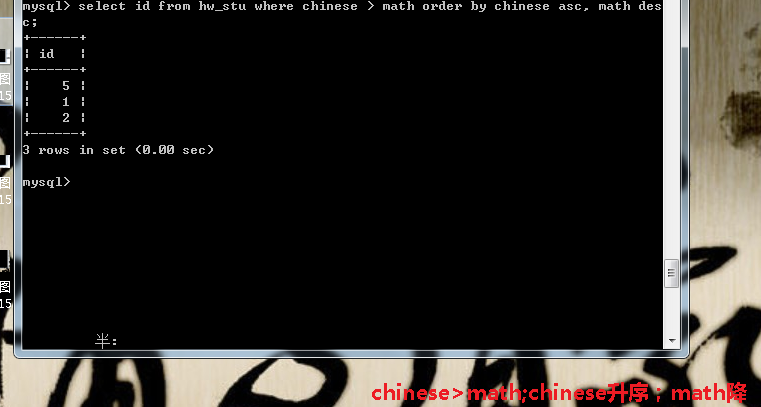 mysql> select id from hw_stu where chinese > math order by chinese asc, math des
c;
+------+
| id   |
+------+
|    5 |
|    1 |
|    2 |
+------+
3 rows in set (0.00 sec)
mysql>
图
15
图
15
图
15
半:
chinese>math;chinese升序；math降